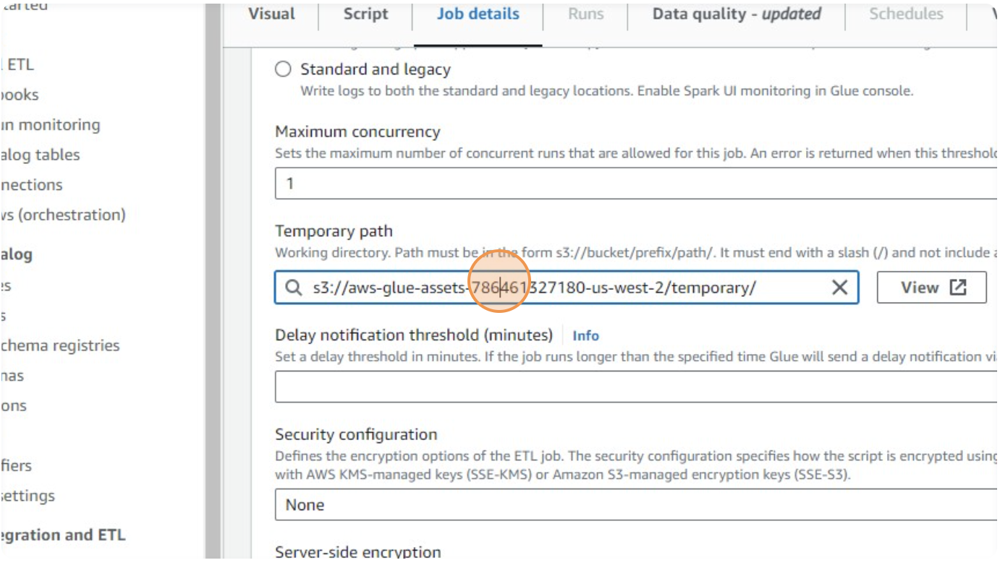 Visual
Script
Job details
Runs
Data quality - updated
Schedules
ETL
un monitoring
alog tables
nnections
ws (orchestration)
alog
es
s
chema registries
nas
ons
fiers
settings
egration and ETL
Standard and legacy
Write logs to both the standard and legacy locations. Enable Spark UI monitoring in Glue console.
Maximum concurrency
Sets the maximum number of concurrent runs that are allowed for this job. An error is returned when this threshold
1
Temporary path
Working directory. Path must be in the form s3://bucket/prefix/path/. It must end with a slash (/) and not include a
s3://aws-glue-assets-786461327180-us-west-2/temporary/
View
Delay notification threshold (minutes)
Info
Set a delay threshold in minutes. If the job runs longer than the specified time Glue will send a delay notification vi
Security configuration
Defines the encryption options of the ETL job. The security configuration specifies how the script is encrypted using
with AWS KMS-managed keys (SSE-KMS) or Amazon S3-managed encryption keys (SSE-S3).
None
Server-side encryption